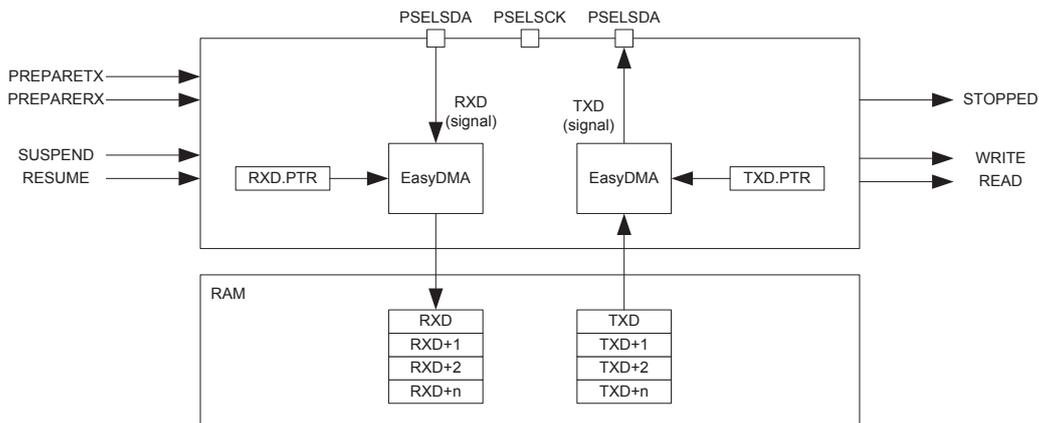 PSELSDA PSELSCK PSELSDA
PREPARETX
PREPARERX
RXD
(signal)
TXD
(signal)
STOPPED
SUSPEND
RESUME
RXD.PTR
EasyDMA
EasyDMA
TXD.PTR
WRITE
READ
RAM
RXD
RXD+1
RXD+2
RXD+n
TXD
TXD+1
TXD+2
TXD+n